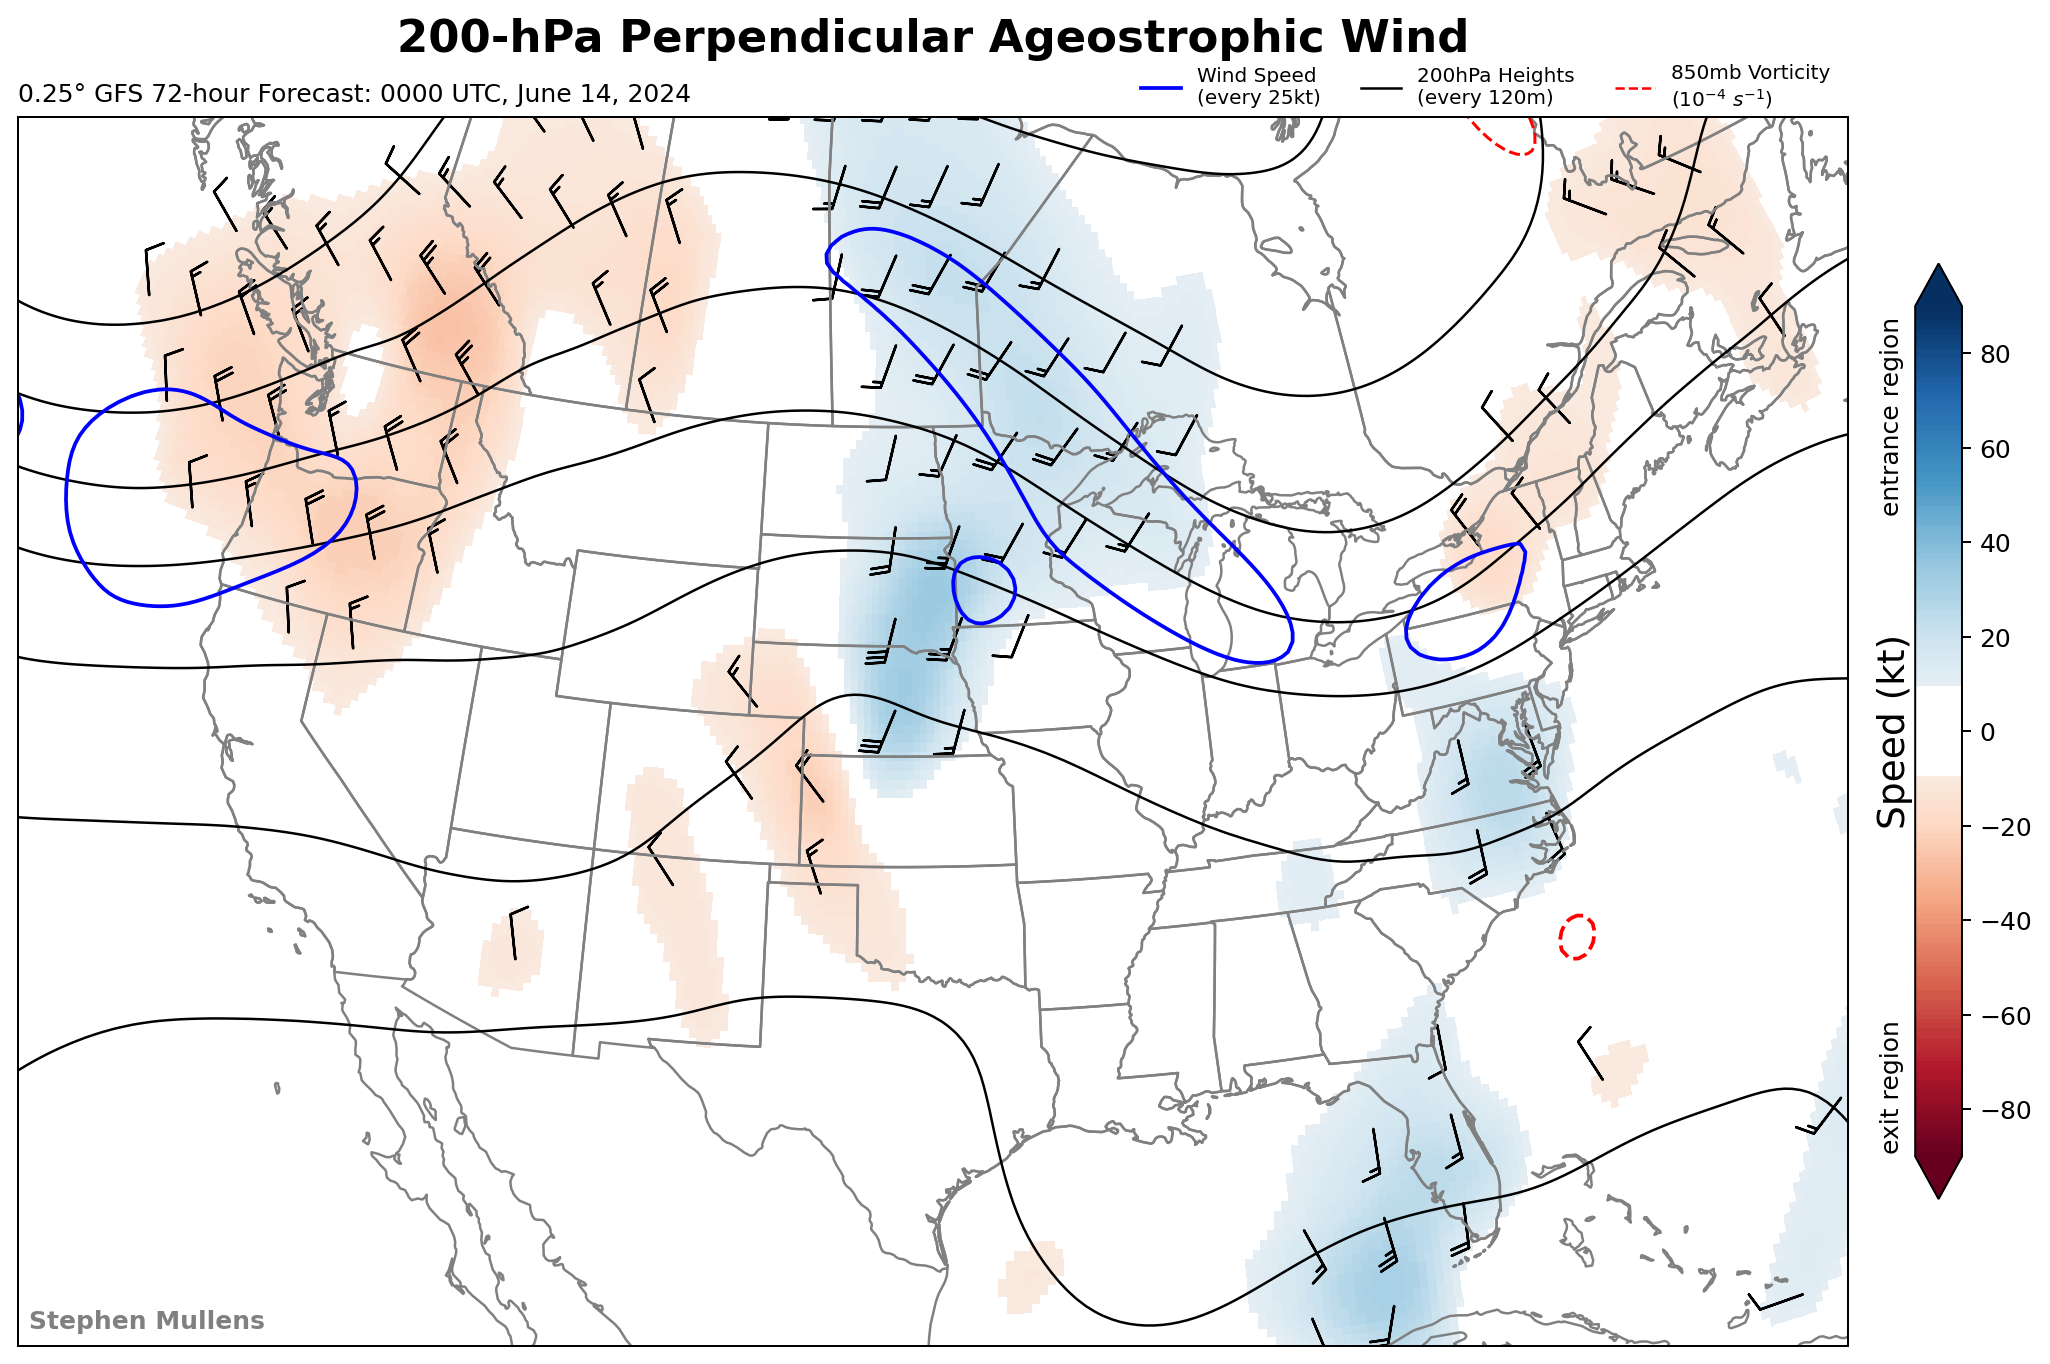 200-hPa Perpendicular Ageostrophic Wind
0.25° GFS 72-hour Forecast: 0000 UTC, June 14, 2024
Wind Speed
(every 25kt)
200hPa Heights
(every 120m)
850mb Vorticity
(10⁻⁴ s⁻¹)
entrance region
Speed (kt)
exit region
80
60
40
20
0
−20
−40
−60
−80
Stephen Mullens